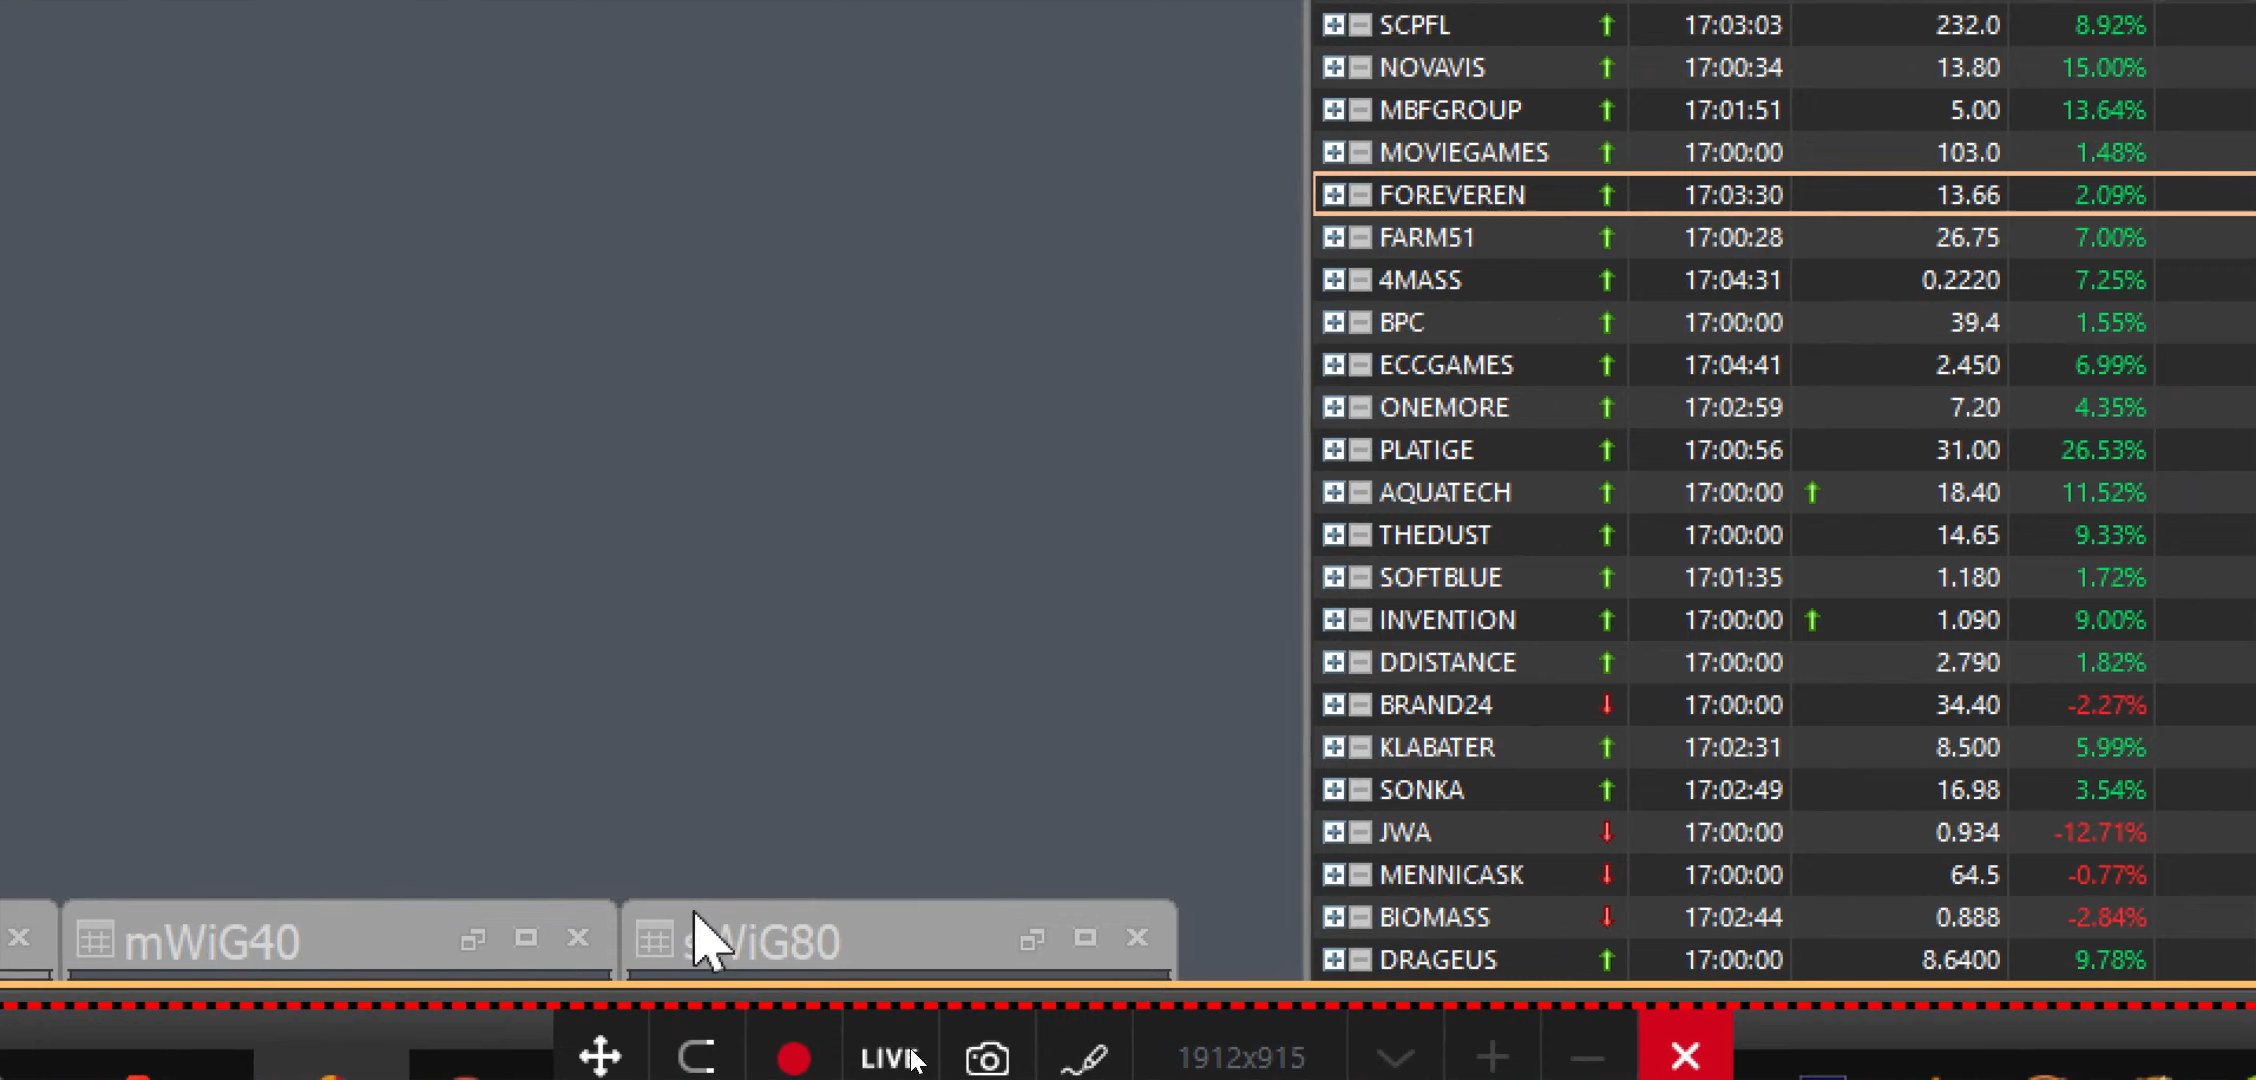 SCPFL 17:03:03 232.0 8.92%
NOVAVIS 17:00:34 13.80 15.00%
MBFGROUP 17:01:51 5.00 13.64%
MOVIEGAMES 17:00:00 103.0 1.48%
FOREVEREN 17:03:30 13.66 2.09%
FARM51 17:00:28 26.75 7.00%
4MASS 17:04:31 0.2220 7.25%
BPC 17:00:00 39.4 1.55%
ECCGAMES 17:04:41 2.450 6.99%
ONEMORE 17:02:59 7.20 4.35%
PLATIGE 17:00:56 31.00 26.53%
AQUATECH 17:00:00 18.40 11.52%
THEDUST 17:00:00 14.65 9.33%
SOFTBLUE 17:01:35 1.180 1.72%
INVENTION 17:00:00 1.090 9.00%
DDISTANCE 17:00:00 2.790 1.82%
BRAND24 17:00:00 34.40 -2.27%
KLABATER 17:02:31 8.500 5.99%
SONKA 17:02:49 16.98 3.54%
JWA 17:00:00 0.934 -12.71%
MENNICASK 17:00:00 64.5 -0.77%
BIOMASS 17:02:44 0.888 -2.84%
DRAGEUS 17:00:00 8.6400 9.78%
mWiG40 sWiG80
LIVE 1912x915